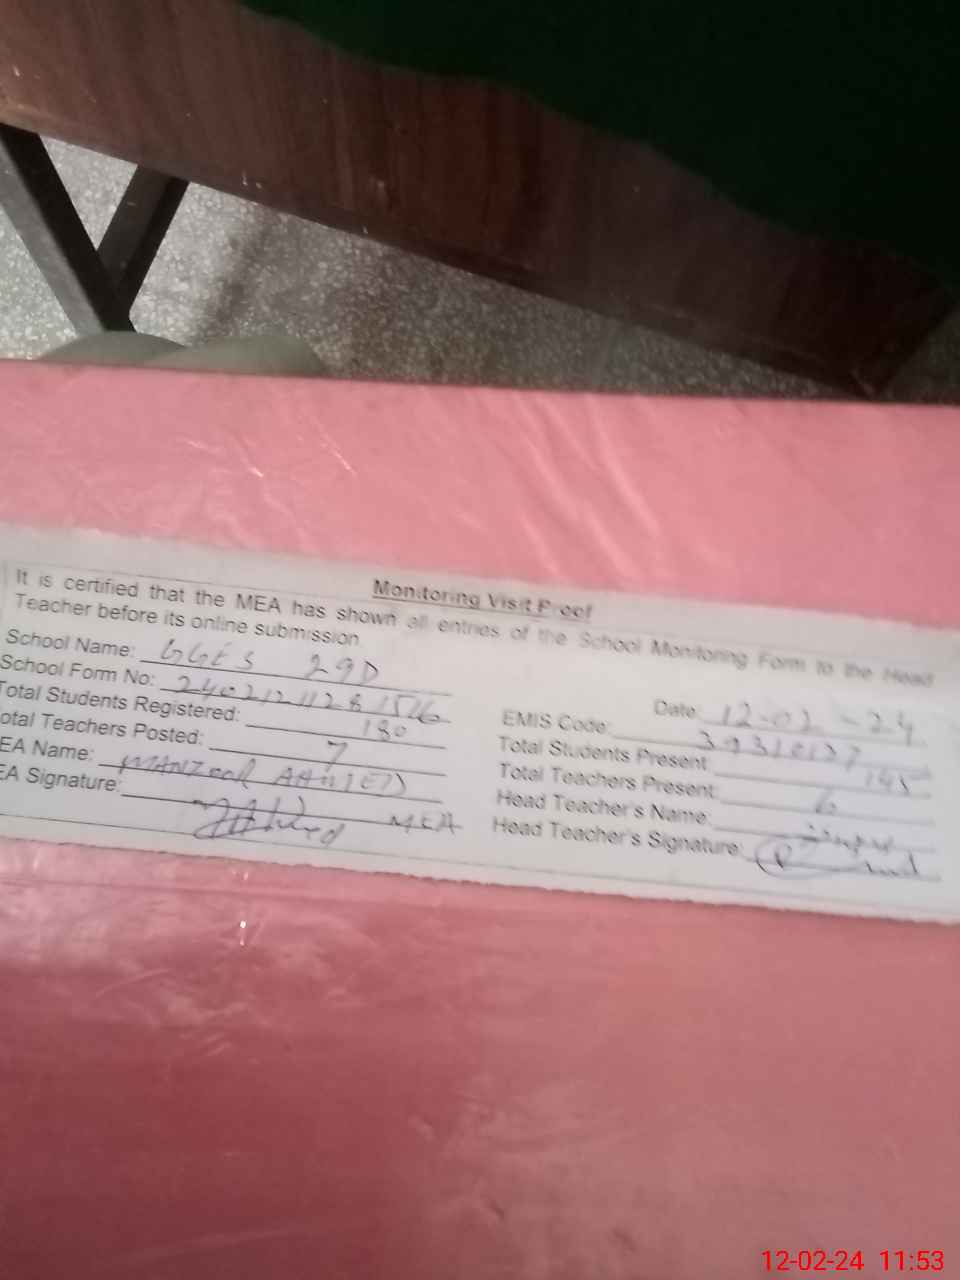 Monitoring Visit Proof
It is certified that the MEA has shown all entries of the School Monitoring Form to the Head
Teacher before its online submission.
School Name: GGES 29D
Date: 12-02-24
School Form No:
EMIS Code: 39310137
Total Students Registered: 180
Total Students Present: 145
otal Teachers Posted: 7
Total Teachers Present: 6
EA Name: MANZOOR AHMED
Head Teacher's Name:
EA Signature: MEA
Head Teacher's Signature:
12-02-24 11:53